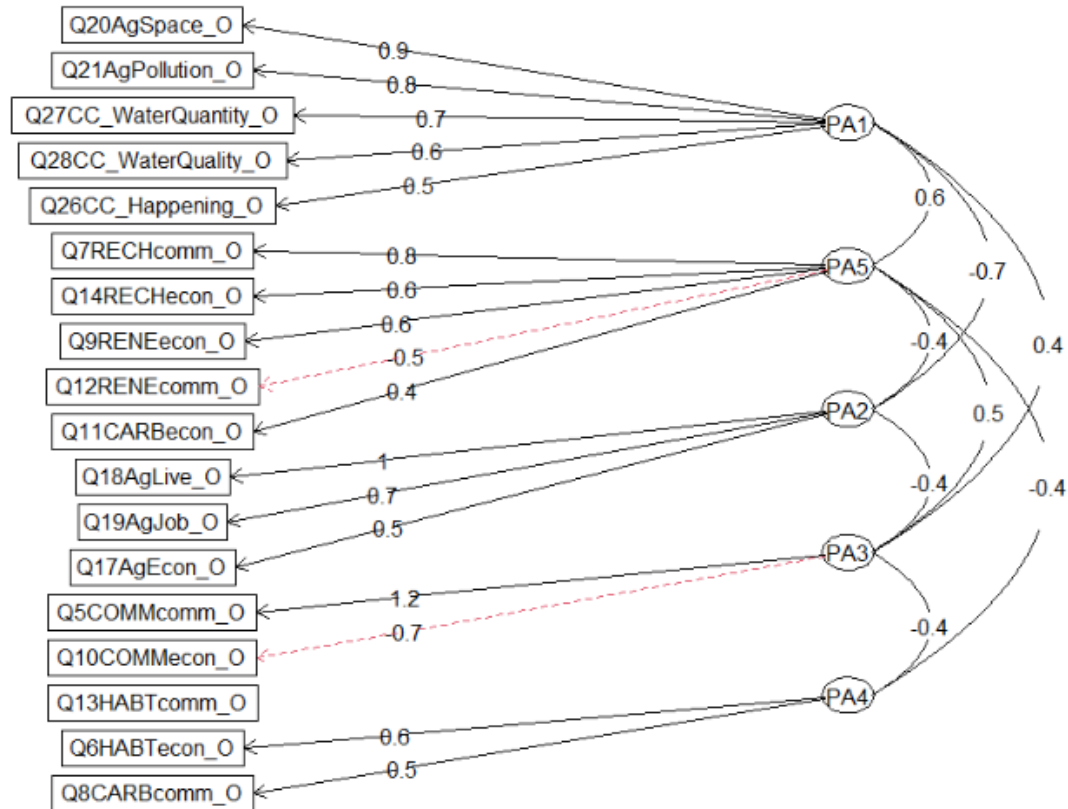 Q20AgSpace_O
Q21AgPollution_O
Q27CC_WaterQuantity_O
Q28CC_WaterQuality_O
Q26CC_Happening_O
Q7RECHcomm_O
Q14RECHecon_O
Q9RENEecon_O
Q12RENEcomm_O
Q11CARBecon_O
Q18AgLive_O
Q19AgJob_O
Q17AgEcon_O
Q5COMMcomm_O
Q10COMMecon_O
Q13HABTcomm_O
Q6HABTecon_O
Q8CARBcomm_O
0.9
0.8
0.7
0.6
0.5
0.8
0.6
0.6
-0.5
0.4
1
0.7
0.5
1.2
-0.7
0.6
0.5
PA1
PA5
PA2
PA3
PA4
0.6
-0.7
-0.4
0.4
0.5
-0.4
-0.4
-0.4